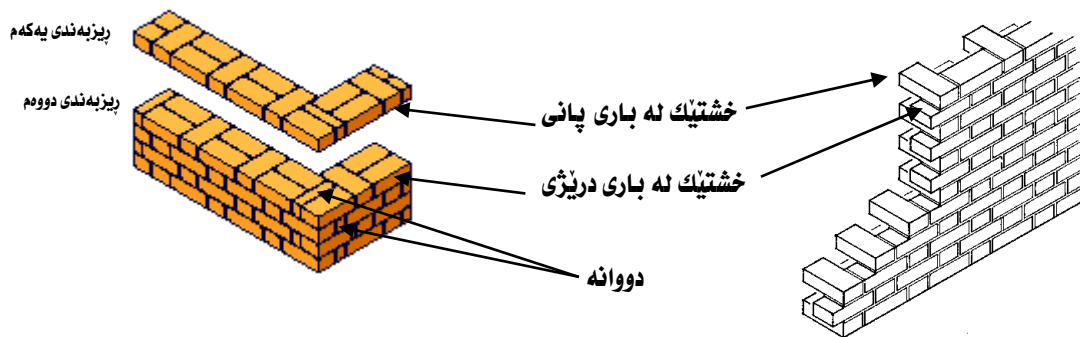 ڕیزبەندی یەکەم
ڕیزبەندی دووەم
خشتێك لە باری پانی
خشتێك لە باری درێژی
دووانە